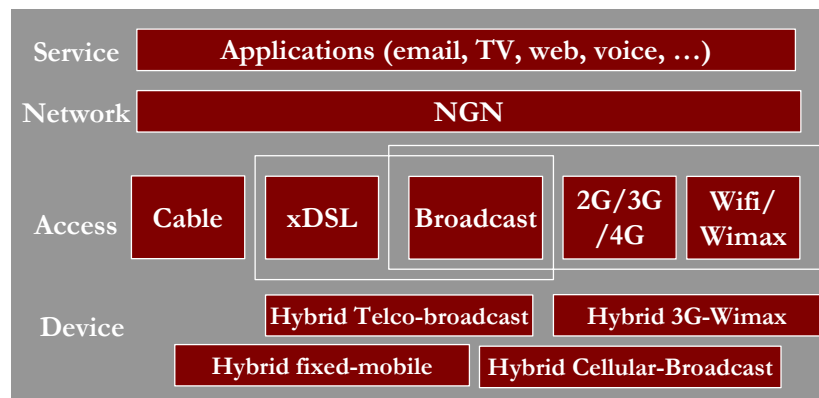 Service
Applications (email, TV, web, voice, …)
Network
NGN
Access
Cable
xDSL
Broadcast
2G/3G
/4G
Wifi/
Wimax
Device
Hybrid Telco-broadcast
Hybrid 3G-Wimax
Hybrid fixed-mobile
Hybrid Cellular-Broadcast